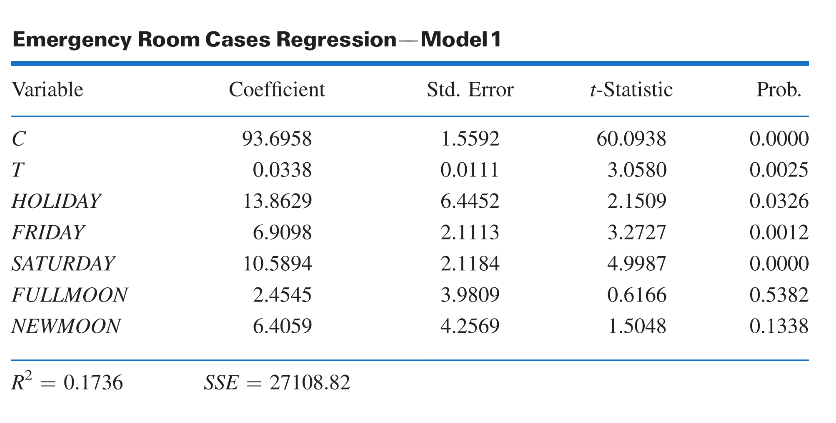 Emergency Room Cases Regression—Model 1
Variable Coefficient Std. Error t-Statistic Prob.
C 93.6958 1.5592 60.0938 0.0000
T 0.0338 0.0111 3.0580 0.0025
HOLIDAY 13.8629 6.4452 2.1509 0.0326
FRIDAY 6.9098 2.1113 3.2727 0.0012
SATURDAY 10.5894 2.1184 4.9987 0.0000
FULLMOON 2.4545 3.9809 0.6166 0.5382
NEWMOON 6.4059 4.2569 1.5048 0.1338
R² = 0.1736 SSE = 27108.82